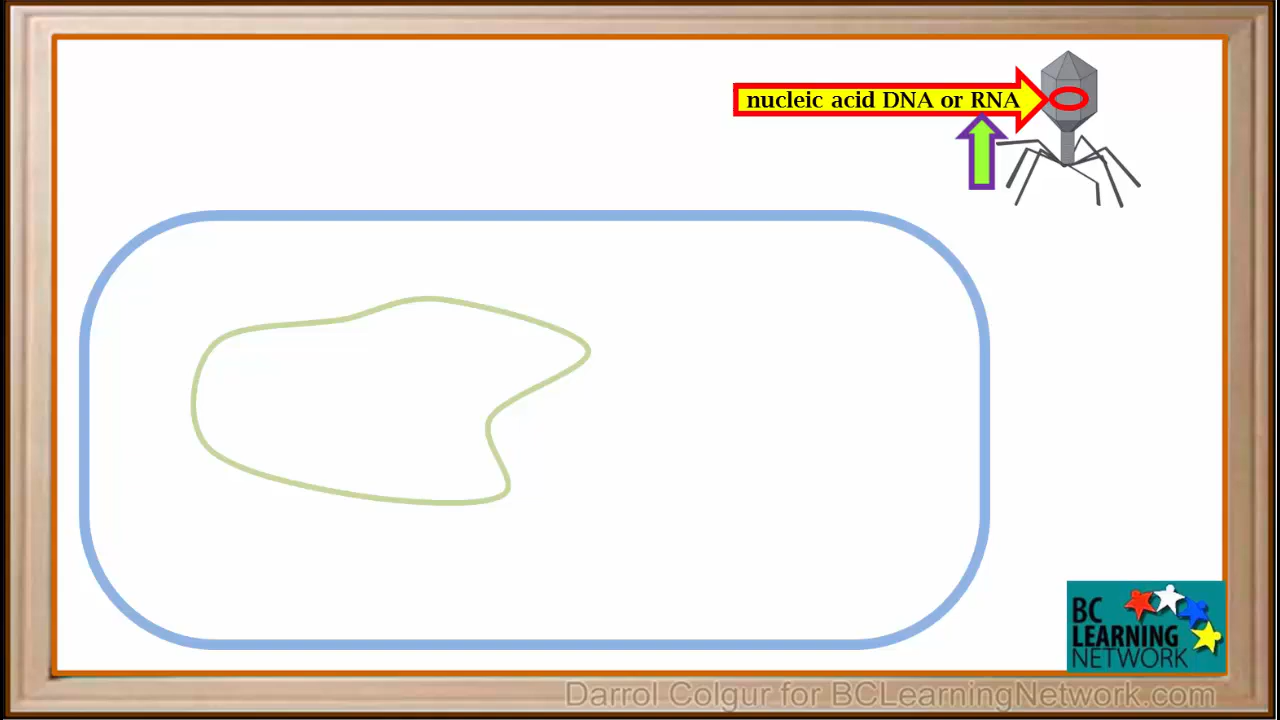 nucleic acid DNA or RNA
BC
LEARNING
NETWORK
Darrol Colgur for BCLearningNetwork.com